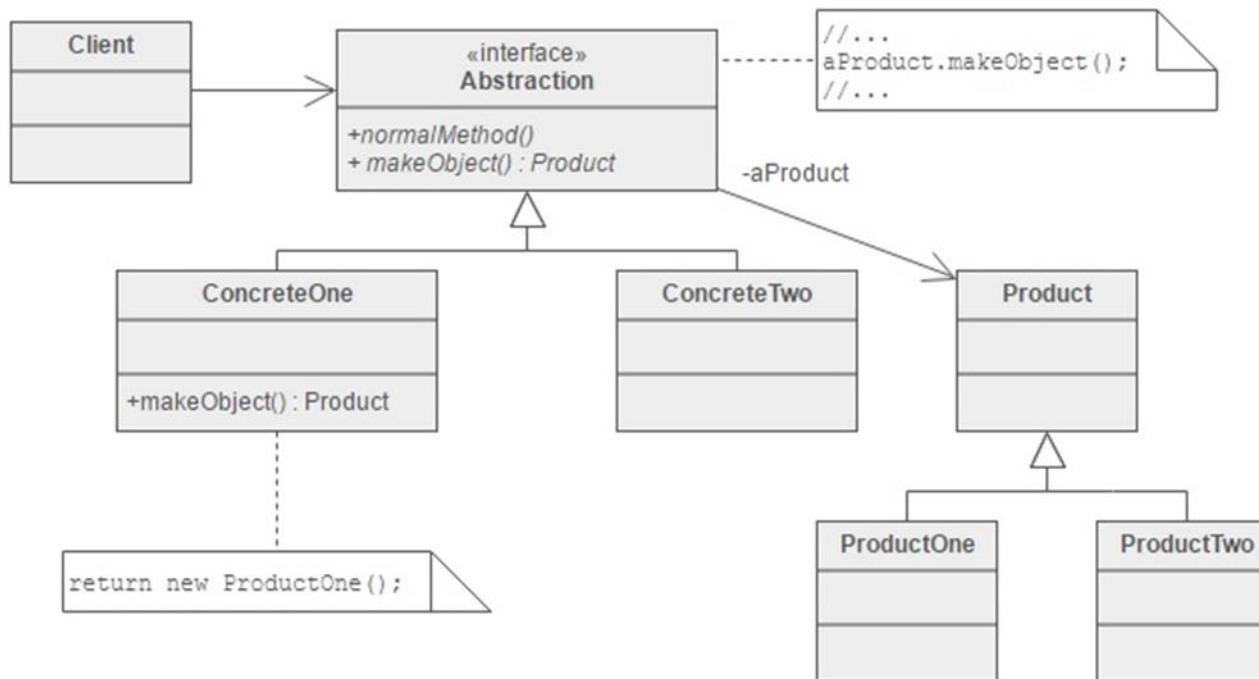 Client
«interface»
Abstraction
+normalMethod()
+ makeObject() : Product
//...
aProduct.makeObject();
//...
-aProduct
ConcreteOne
+makeObject() : Product
ConcreteTwo
Product
return new ProductOne();
ProductOne
ProductTwo